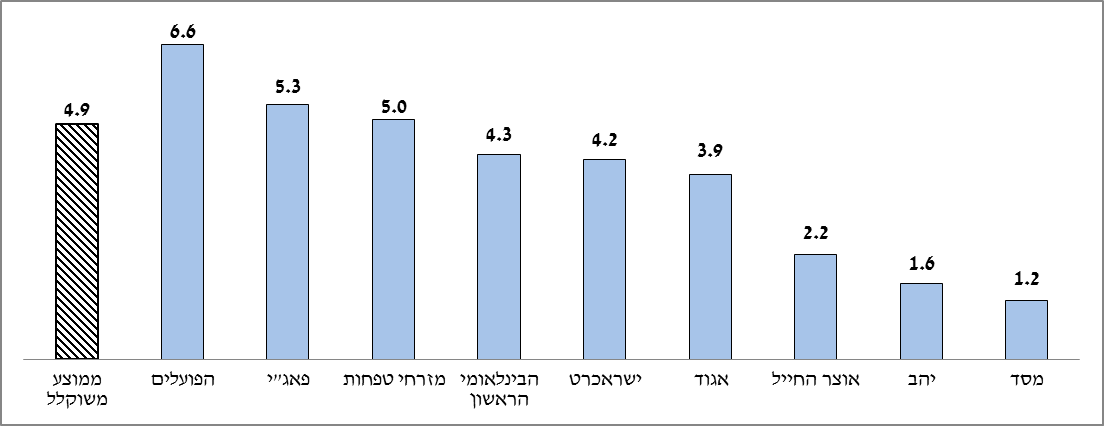 6.6
5.3
5.0
4.9
4.3
4.2
3.9
2.2
1.6
1.2
ממוצע משוקלל
הפועלים
פאג"י
מזרחי טפחות
הבינלאומי הראשון
ישראכרט
אגוד
אוצר החייל
יהב
מסד